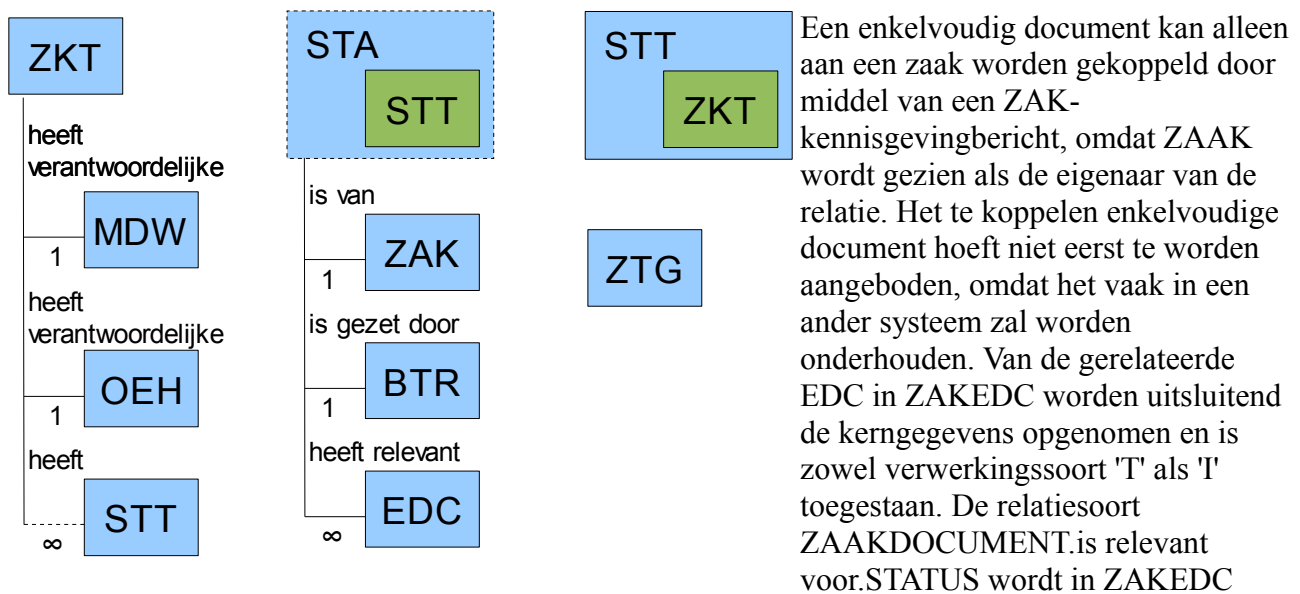 ZKT
heeft
verantwoordelijke
MDW
1
heeft
verantwoordelijke
OEH
1
heeft
STT
∞
STA
STT
is van
ZAK
1
is gezet door
BTR
1
heeft relevant
EDC
∞
STT
ZKT
ZTG
Een enkelvoudig document kan alleen
aan een zaak worden gekoppeld door
middel van een ZAK-
kennisgevingbericht, omdat ZAAK
wordt gezien als de eigenaar van de
relatie. Het te koppelen enkelvoudige
document hoeft niet eerst te worden
aangeboden, omdat het vaak in een
ander systeem zal worden
onderhouden. Van de gerelateerde
EDC in ZAKEDC worden uitsluitend
de kerngegevens opgenomen en is
zowel verwerkingssoort 'T' als 'I'
toegestaan. De relatiesoort
ZAAKDOCUMENT.is relevant
voor.STATUS wordt in ZAKEDC